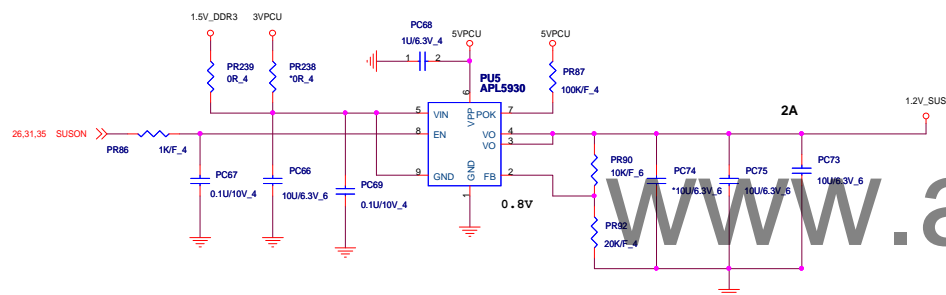 1.5V_DDR3
3VPCU
PC68
1U/6.3V_4
5VPCU
5VPCU
1
2
PR239
0R_4
PR238
*0R_4
PU5
APL5930
PR87
100K/F_4
6
5
VIN
VPP
POK
7
2A
1.2V_SUS
26,31,35 SUSON
PR86
1K/F_4
8
EN
VO
4
VO
3
PC67
0.1U/10V_4
PC66
10U/6.3V_6
PC69
0.1U/10V_4
9
GND
GND
FB
2
1
0.8V
PR90
10K/F_6
PC74
*10U/6.3V_6
PC75
10U/6.3V_6
PC73
10U/6.3V_6
PR92
20K/F_4
www.a